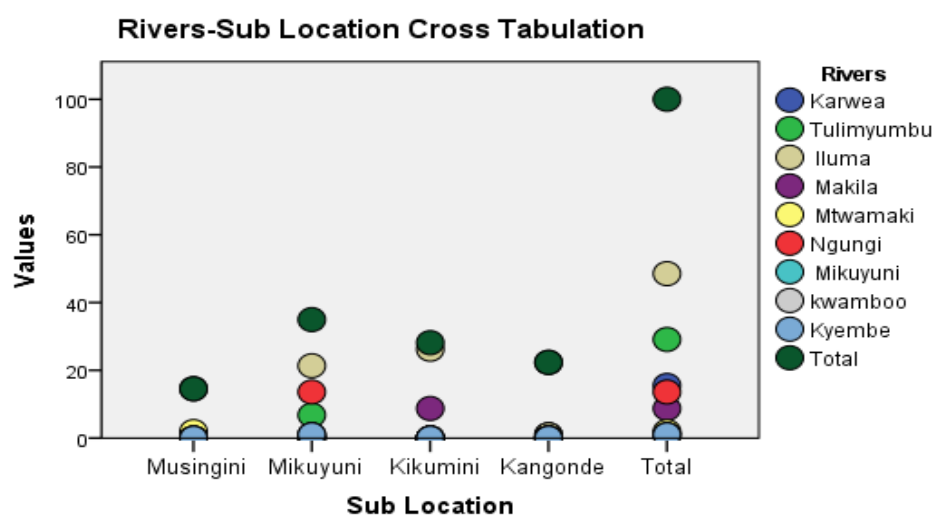 Rivers-Sub Location Cross Tabulation
Values
100
80
60
40
20
0
Musingini Mikuyuni Kikumini Kangonde Total
Sub Location
Rivers
Karwea
Tulimyumbu
Iluma
Makila
Mtwamaki
Ngungi
Mikuyuni
kwamboo
Kyembe
Total